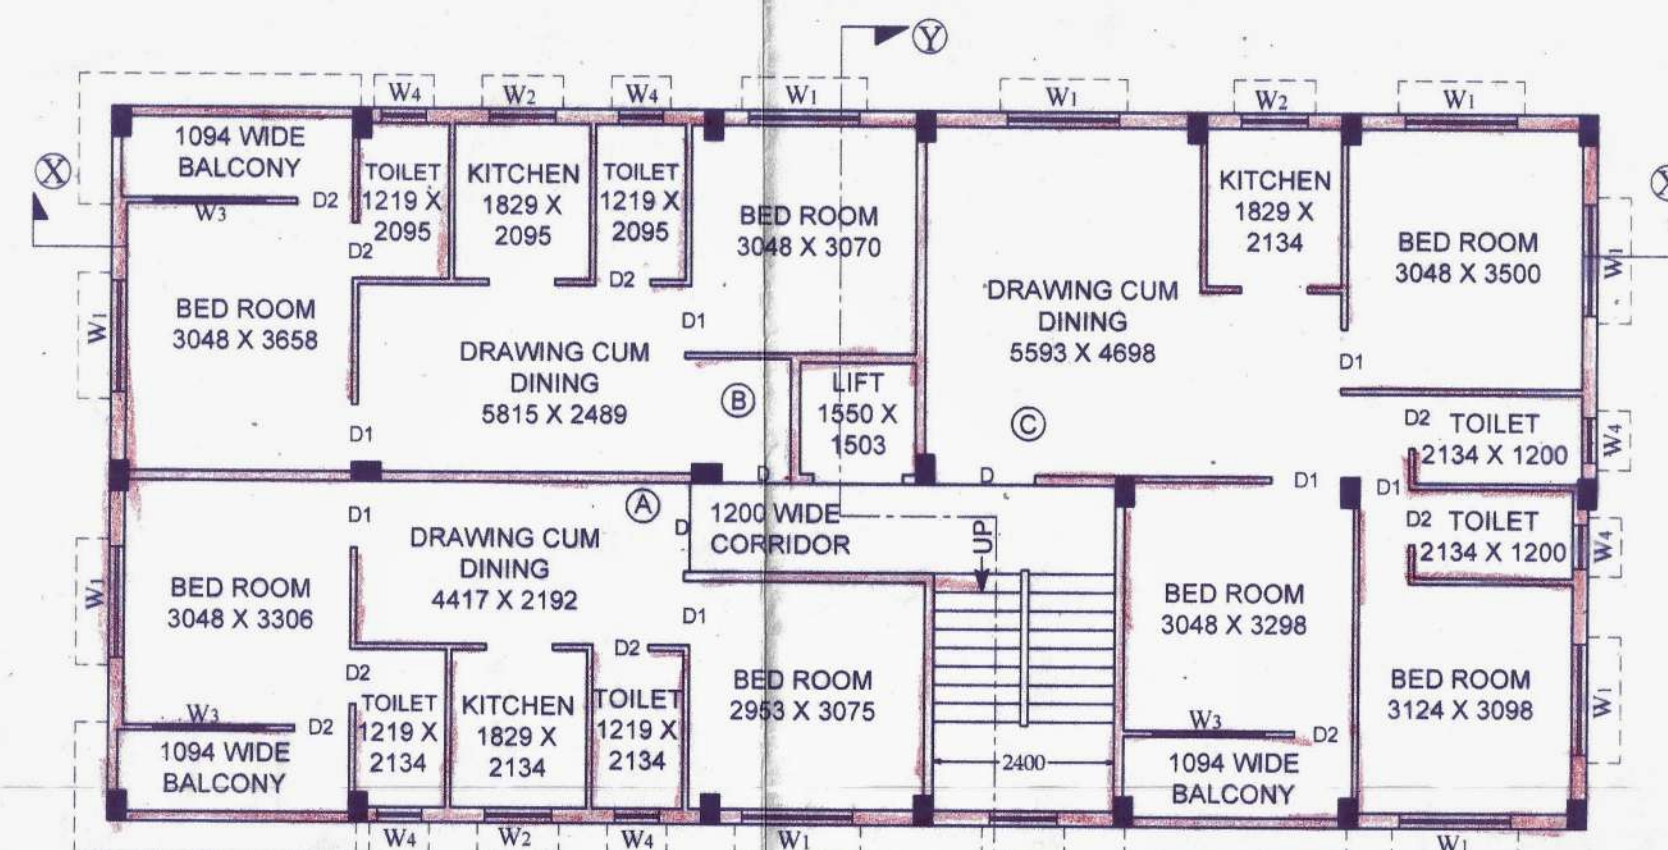 Y
W4
W2
W4
W1
W1
W2
W1
X
1094 WIDE
BALCONY
TOILET
1219 X
2095
KITCHEN
1829 X
2095
TOILET
1219 X
2095
BED ROOM
3048 X 3070
KITCHEN
1829 X
2134
BED ROOM
3048 X 3500
W1
W3
D2
D2
D2
BED ROOM
3048 X 3658
W1
D1
DRAWING CUM
DINING
5815 X 2489
D1
B
LIFT
1550 X
1503
DRAWING CUM
DINING
5593 X 4698
C
D1
D2
TOILET
2134 X 1200
W4
D
D
D1
D1
D1
A
D
1200 WIDE
CORRIDOR
UP
D2
TOILET
2134 X 1200
W4
DRAWING CUM
DINING
4417 X 2192
BED ROOM
3048 X 3306
W1
D1
BED ROOM
3048 X 3298
D2
D2
W3
D2
TOILET
1219 X
2134
KITCHEN
1829 X
2134
TOILET
1219 X
2134
BED ROOM
2953 X 3075
BED ROOM
3124 X 3098
W1
W3
D2
1094 WIDE
BALCONY
2400
1094 WIDE
BALCONY
W4
W2
W4
W1
W1